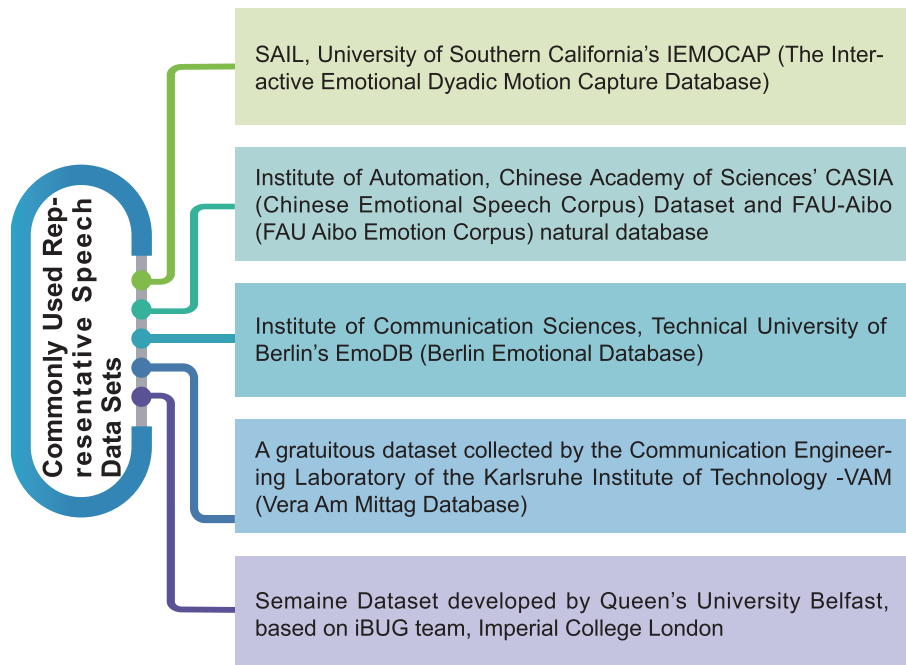 Commonly Used Rep-
resentative Speech
Data Sets
SAIL, University of Southern California’s IEMOCAP (The Inter-
active Emotional Dyadic Motion Capture Database)
Institute of Automation, Chinese Academy of Sciences’ CASIA
(Chinese Emotional Speech Corpus) Dataset and FAU-Aibo
(FAU Aibo Emotion Corpus) natural database
Institute of Communication Sciences, Technical University of
Berlin’s EmoDB (Berlin Emotional Database)
A gratuitous dataset collected by the Communication Engineer-
ing Laboratory of the Karlsruhe Institute of Technology -VAM
(Vera Am Mittag Database)
Semaine Dataset developed by Queen’s University Belfast,
based on iBUG team, Imperial College London